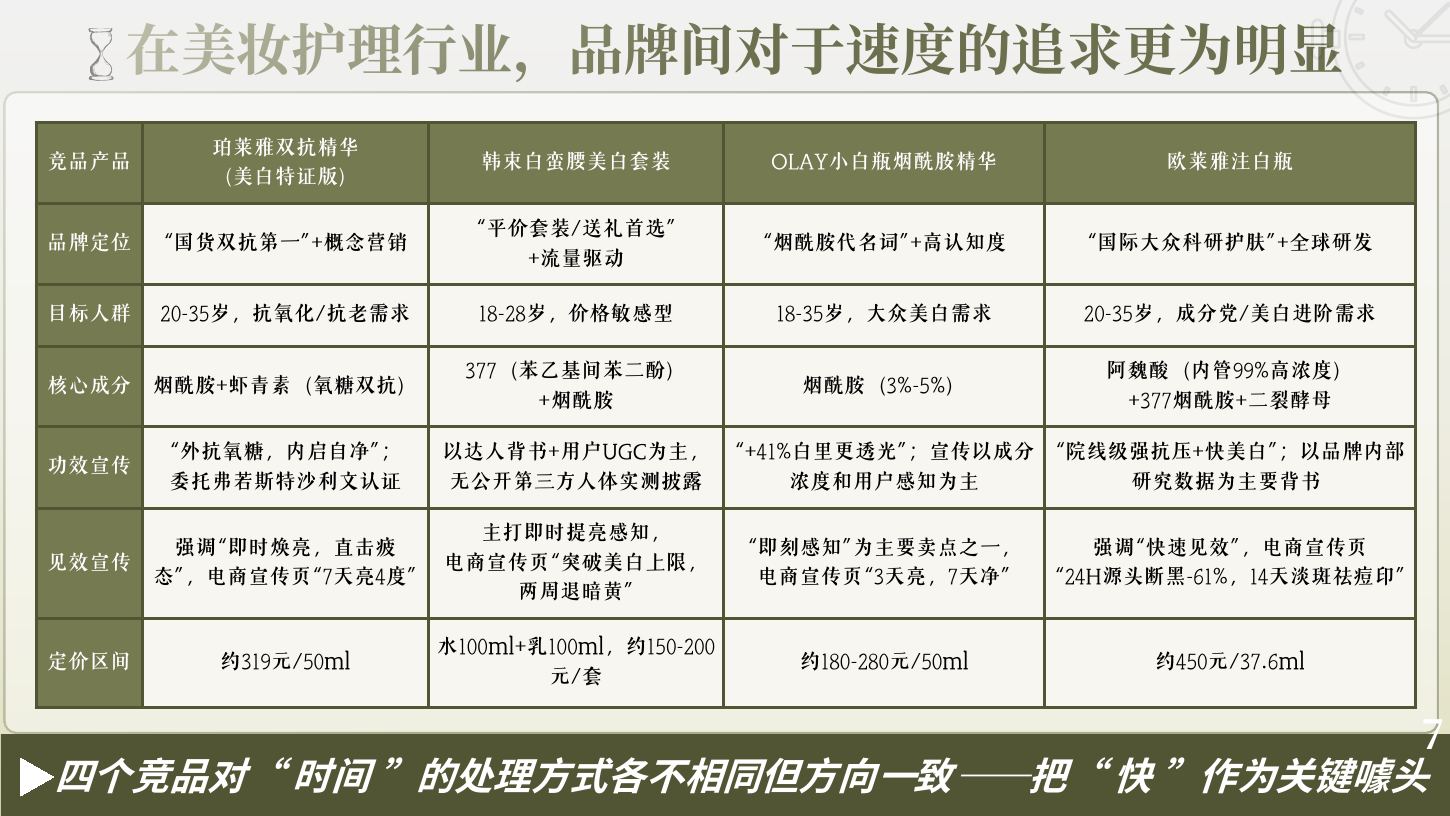 在美妆护理行业，品牌间对于速度的追求更为明显
竞品产品
珀莱雅双抗精华
（美白特证版）
韩束白蛮腰美白套装
OLAY小白瓶烟酰胺精华
欧莱雅注白瓶
品牌定位
“国货双抗第一”+概念营销
“平价套装/送礼首选”
+流量驱动
“烟酰胺代名词”+高认知度
“国际大众科研护肤”+全球研发
目标人群
20-35岁，抗氧化/抗老需求
18-28岁，价格敏感型
18-35岁，大众美白需求
20-35岁，成分党/美白进阶需求
核心成分
烟酰胺+虾青素（氧糖双抗）
377（苯乙基间苯二酚）
+烟酰胺
烟酰胺（3%-5%）
阿魏酸（内管99%高浓度）
+377烟酰胺+二裂酵母
功效宣传
“外抗氧糖，内启自净”；
委托弗若斯特沙利文认证
以达人背书+用户UGC为主，
无公开第三方人体实测披露
“+41%白里更透光”；宣传以成分
浓度和用户感知为主
“院线级强抗压+快美白”；以品牌内部
研究数据为主要背书
见效宣传
强调“即时焕亮，直击疲
态”，电商宣传页“7天亮4度”
主打即时提亮感知，
电商宣传页“突破美白上限，
两周退暗黄”
“即刻感知”为主要卖点之一，
电商宣传页“3天亮，7天净”
强调“快速见效”，电商宣传页
“24H源头断黑-61%，14天淡斑祛痘印”
定价区间
约319元/50ml
水100ml+乳100ml，约150-200
元/套
约180-280元/50ml
约450元/37.6ml
7
▶四个竞品对“时间”的处理方式各不相同但方向一致——把“快”作为关键噱头